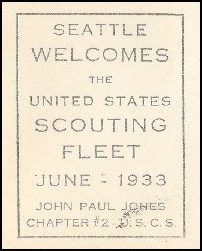 SEATTLE
WELCOMES
THE
UNITED STATES
SCOUTING
FLEET
JUNE - 1933
JOHN PAUL JONES
CHAPTER #2 U.S.C.S.